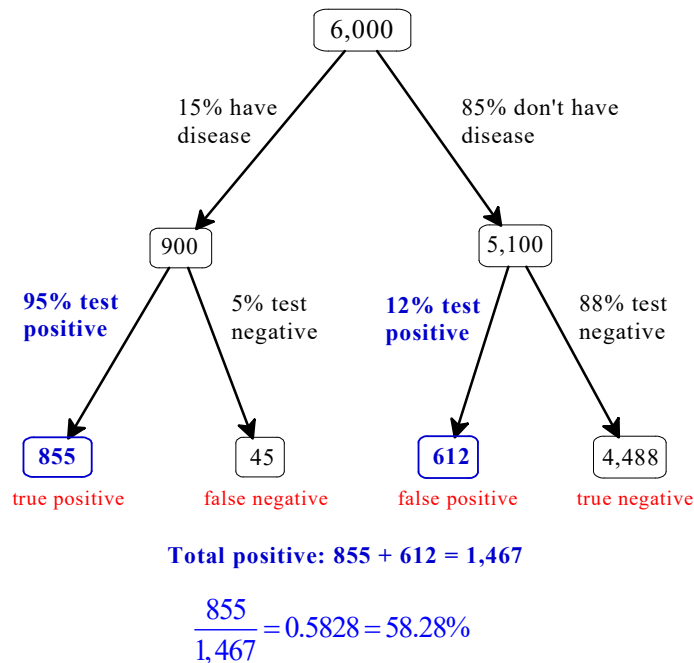 6,000
15% have
disease
85% don't have
disease
900
5,100
95% test
positive
5% test
negative
12% test
positive
88% test
negative
855
45
612
4,488
true positive
false negative
false positive
true negative
Total positive: 855 + 612 = 1,467
855/1,467 = 0.5828 = 58.28%